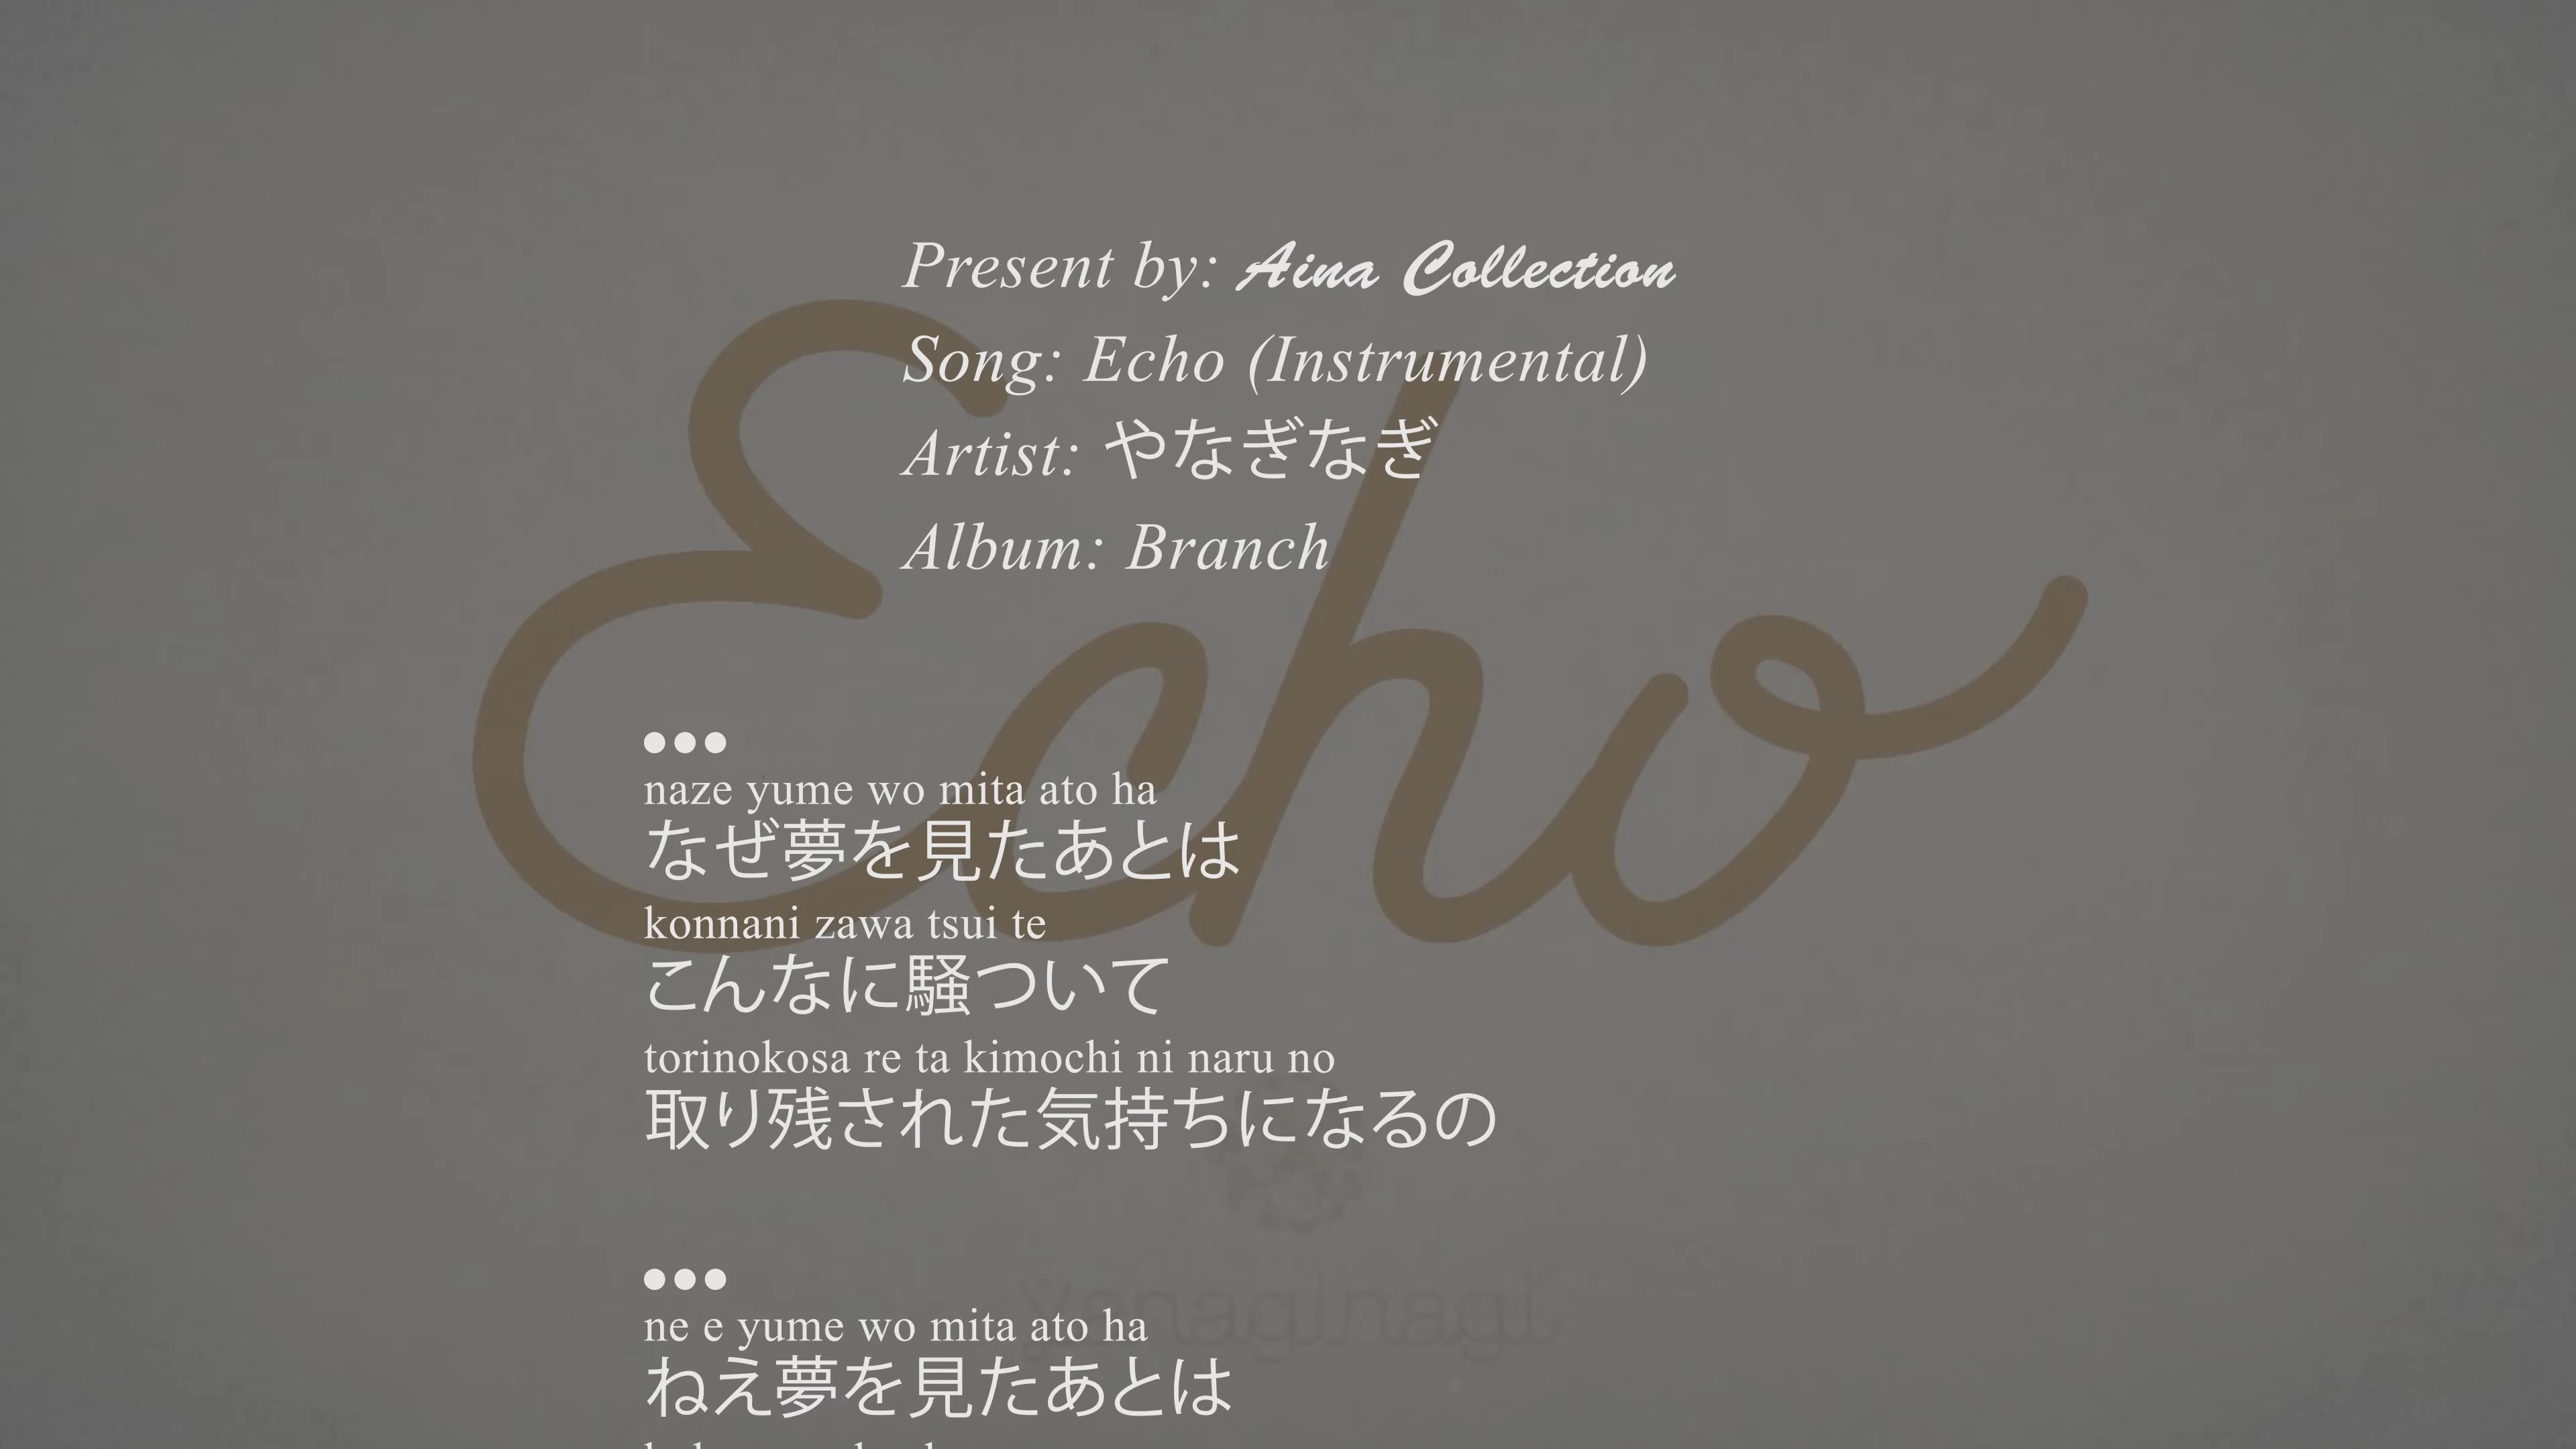 Present by: Aina Collection
Song: Echo (Instrumental)
Artist: やなぎなぎ
Album: Branch
Echo
●●●
naze yume wo mita ato ha
なぜ夢を見たあとは
konnani zawa tsui te
こんなに騒ついて
torinokosa re ta kimochi ni naru no
取り残された気持ちになるの
●●●
yanaginagi
ne e yume wo mita ato ha
ねえ夢を見たあとは